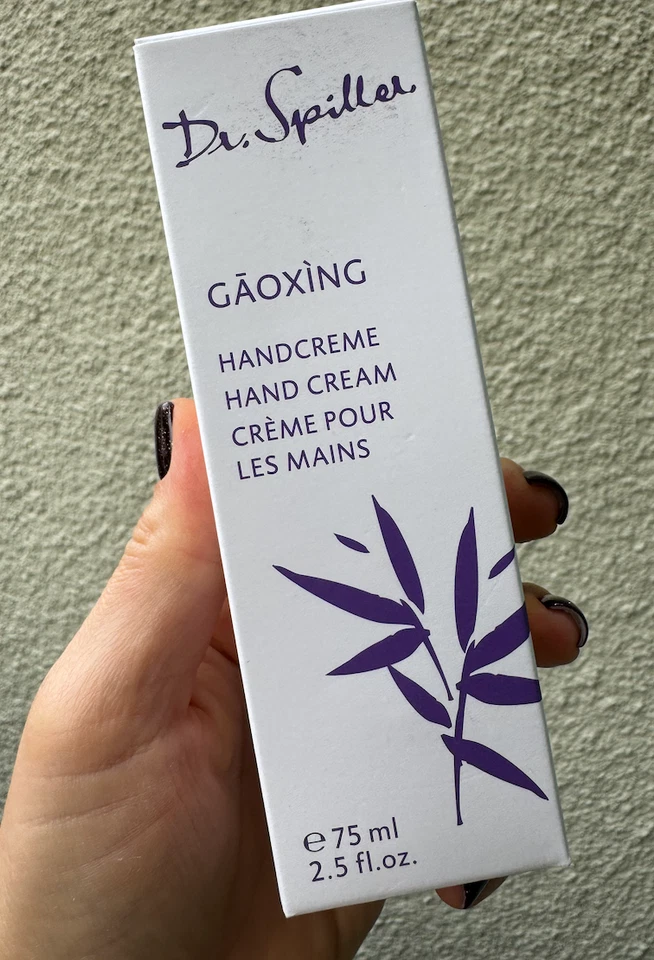 Dr. Spiller
GĀOXÌNG
HANDCREME
HAND CREAM
CRÈME POUR
LES MAINS
℮ 75 ml
2.5 fl.oz.